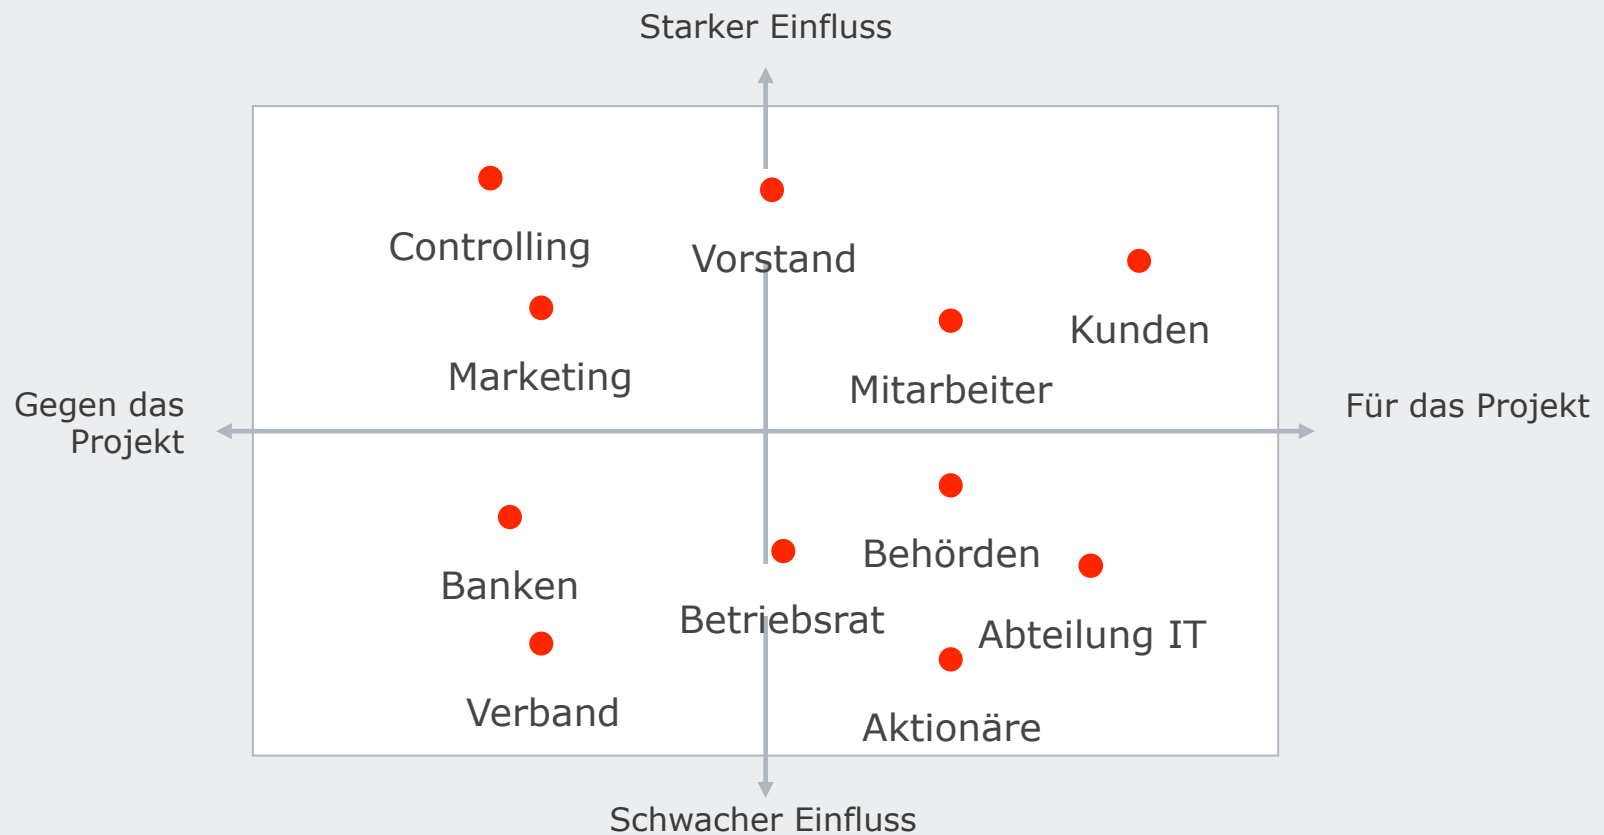 Starker Einfluss
Controlling
Vorstand
Kunden
Marketing
Mitarbeiter
Gegen das
Projekt
Für das Projekt
Behörden
Banken
Betriebsrat
Abteilung IT
Verband
Aktionäre
Schwacher Einfluss